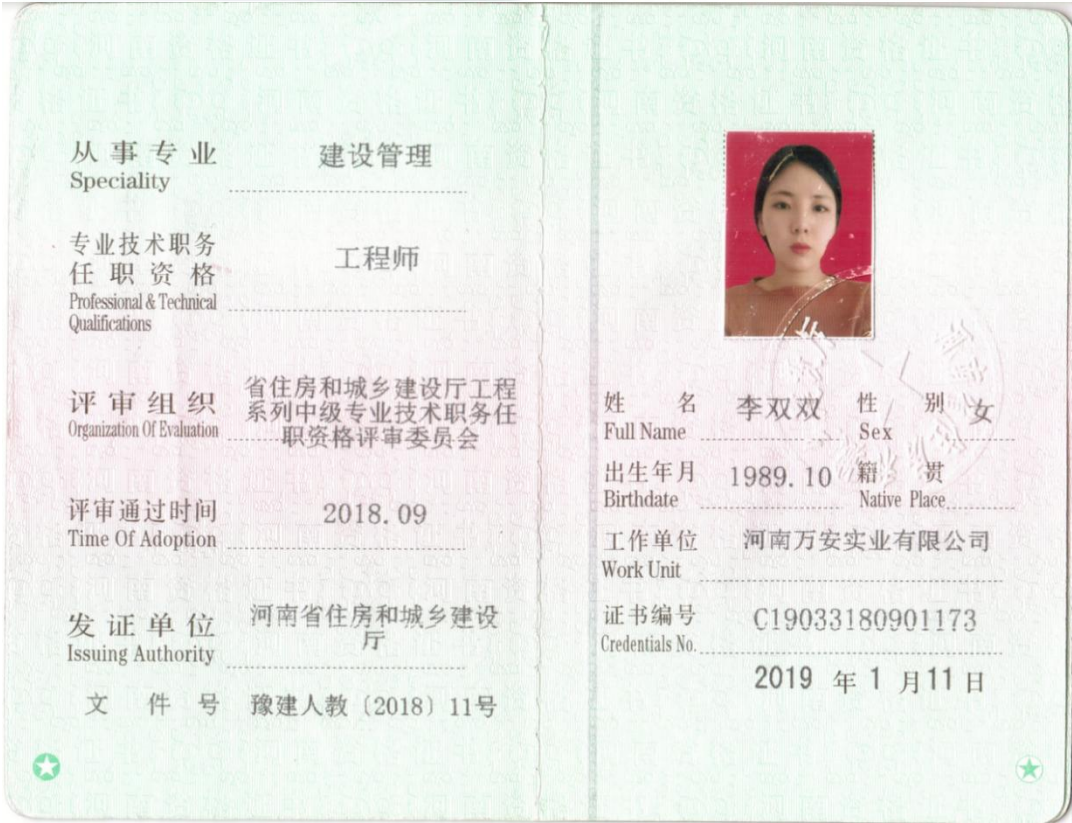 从事专业 建设管理
Speciality
专业技术职务
任职资格 工程师
Professional & Technical
Qualifications
评审组织 省住房和城乡建设厅工程
系列中级专业技术职务任
职资格评审委员会
Organization Of Evaluation
评审通过时间 2018.09
Time Of Adoption
发证单位 河南省住房和城乡建设
厅
Issuing Authority
文件号 豫建人教〔2018〕11号
姓名 李双双 性别 女
Full Name Sex
出生年月 1989.10 籍贯
Birthdate Native Place
工作单位 河南万安实业有限公司
Work Unit
证书编号 C19033180901173
Credentials No.
2019 年 1 月 11 日